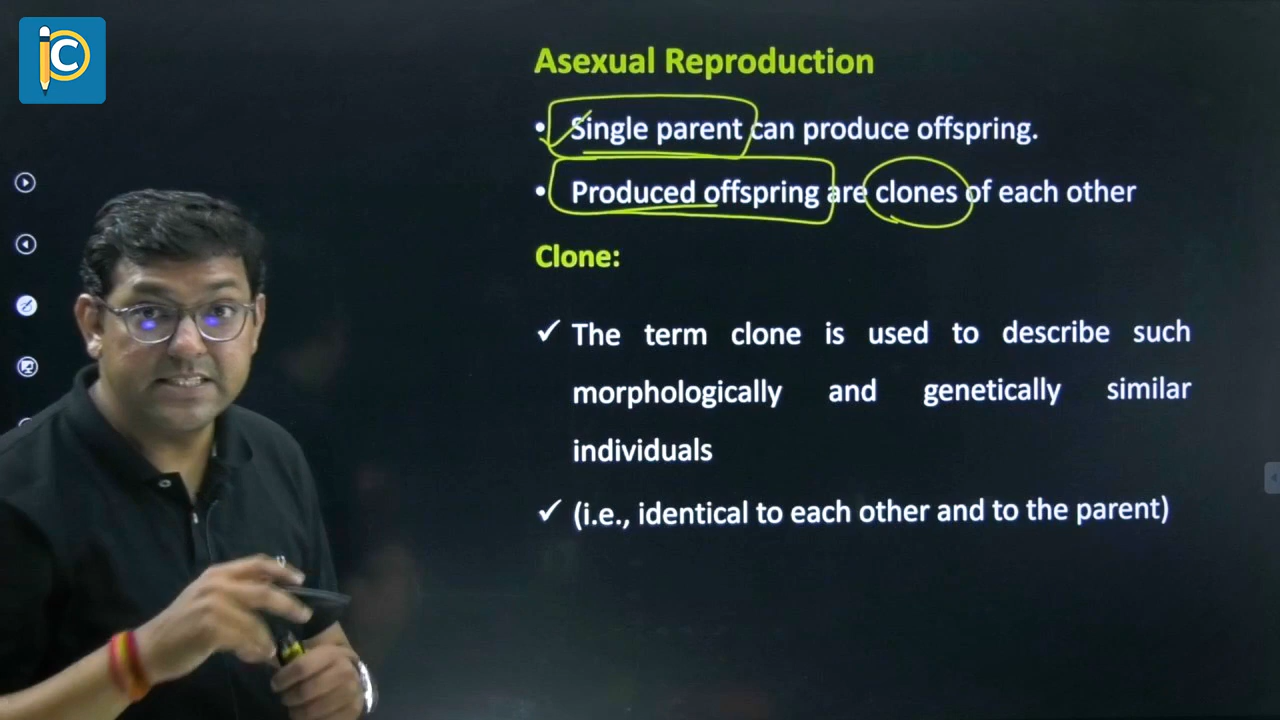 C
Asexual Reproduction
• Single parent can produce offspring.
• Produced offspring are clones of each other
Clone:
✓ The term clone is used to describe such
morphologically and genetically similar
individuals
✓ (i.e., identical to each other and to the parent)